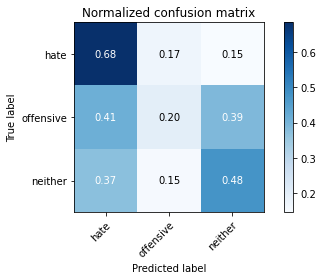 Normalized confusion matrix
True label
hate 0.68 0.17 0.15
offensive 0.41 0.20 0.39
neither 0.37 0.15 0.48
hate offensive neither
Predicted label
0.6
0.5
0.4
0.3
0.2